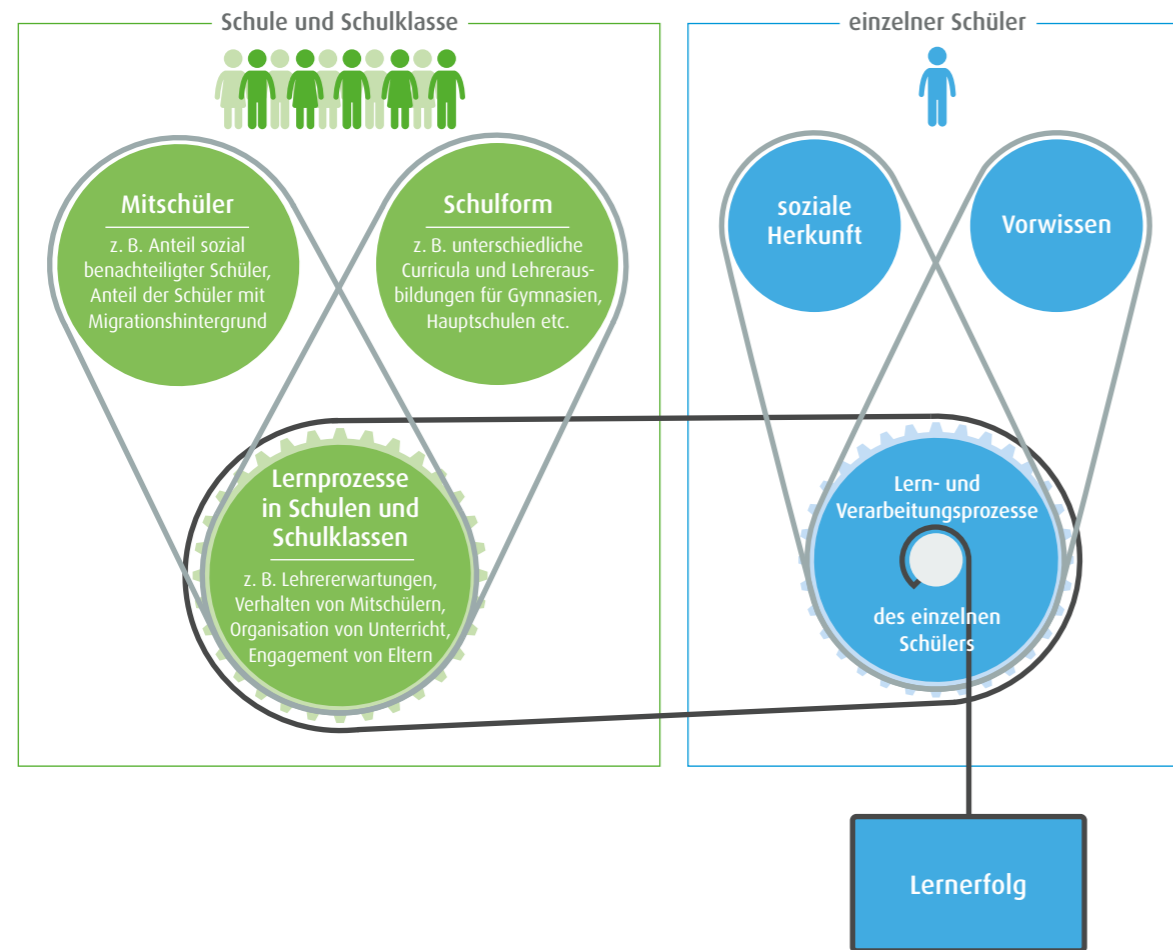 Schule und Schulklasse
Mitschüler
z. B. Anteil sozial
benachteiligter Schüler,
Anteil der Schüler mit
Migrationshintergrund
Schulform
z. B. unterschiedliche
Curricula und Lehreraus-
bildungen für Gymnasien,
Hauptschulen etc.
Lernprozesse
in Schulen und
Schulklassen
z. B. Lehrererwartungen,
Verhalten von Mitschülern,
Organisation von Unterricht,
Engagement von Eltern
einzelner Schüler
soziale
Herkunft
Vorwissen
Lern- und
Verarbeitungsprozesse
des einzelnen
Schülers
Lernerfolg